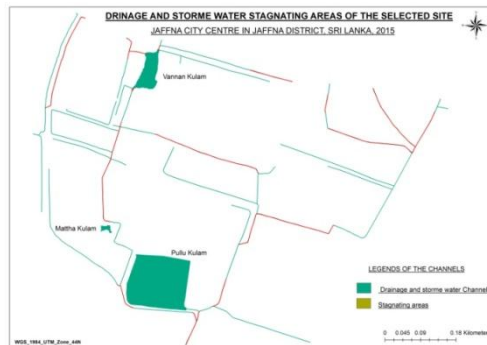 DRINAGE AND STORME WATER STAGNATING AREAS OF THE SELECTED SITE
JAFFNA CITY CENTRE IN JAFFNA DISTRICT, SRI LANKA, 2015
Vannan Kulam
Mattha Kulam
Pullu Kulam
LEGENDS OF THE CHANNELS
Drainage and storme water Channel
Stagnating areas
0 0.045 0.09 0.18 Kilometer
WGS_1984_UTM_Zone_44N